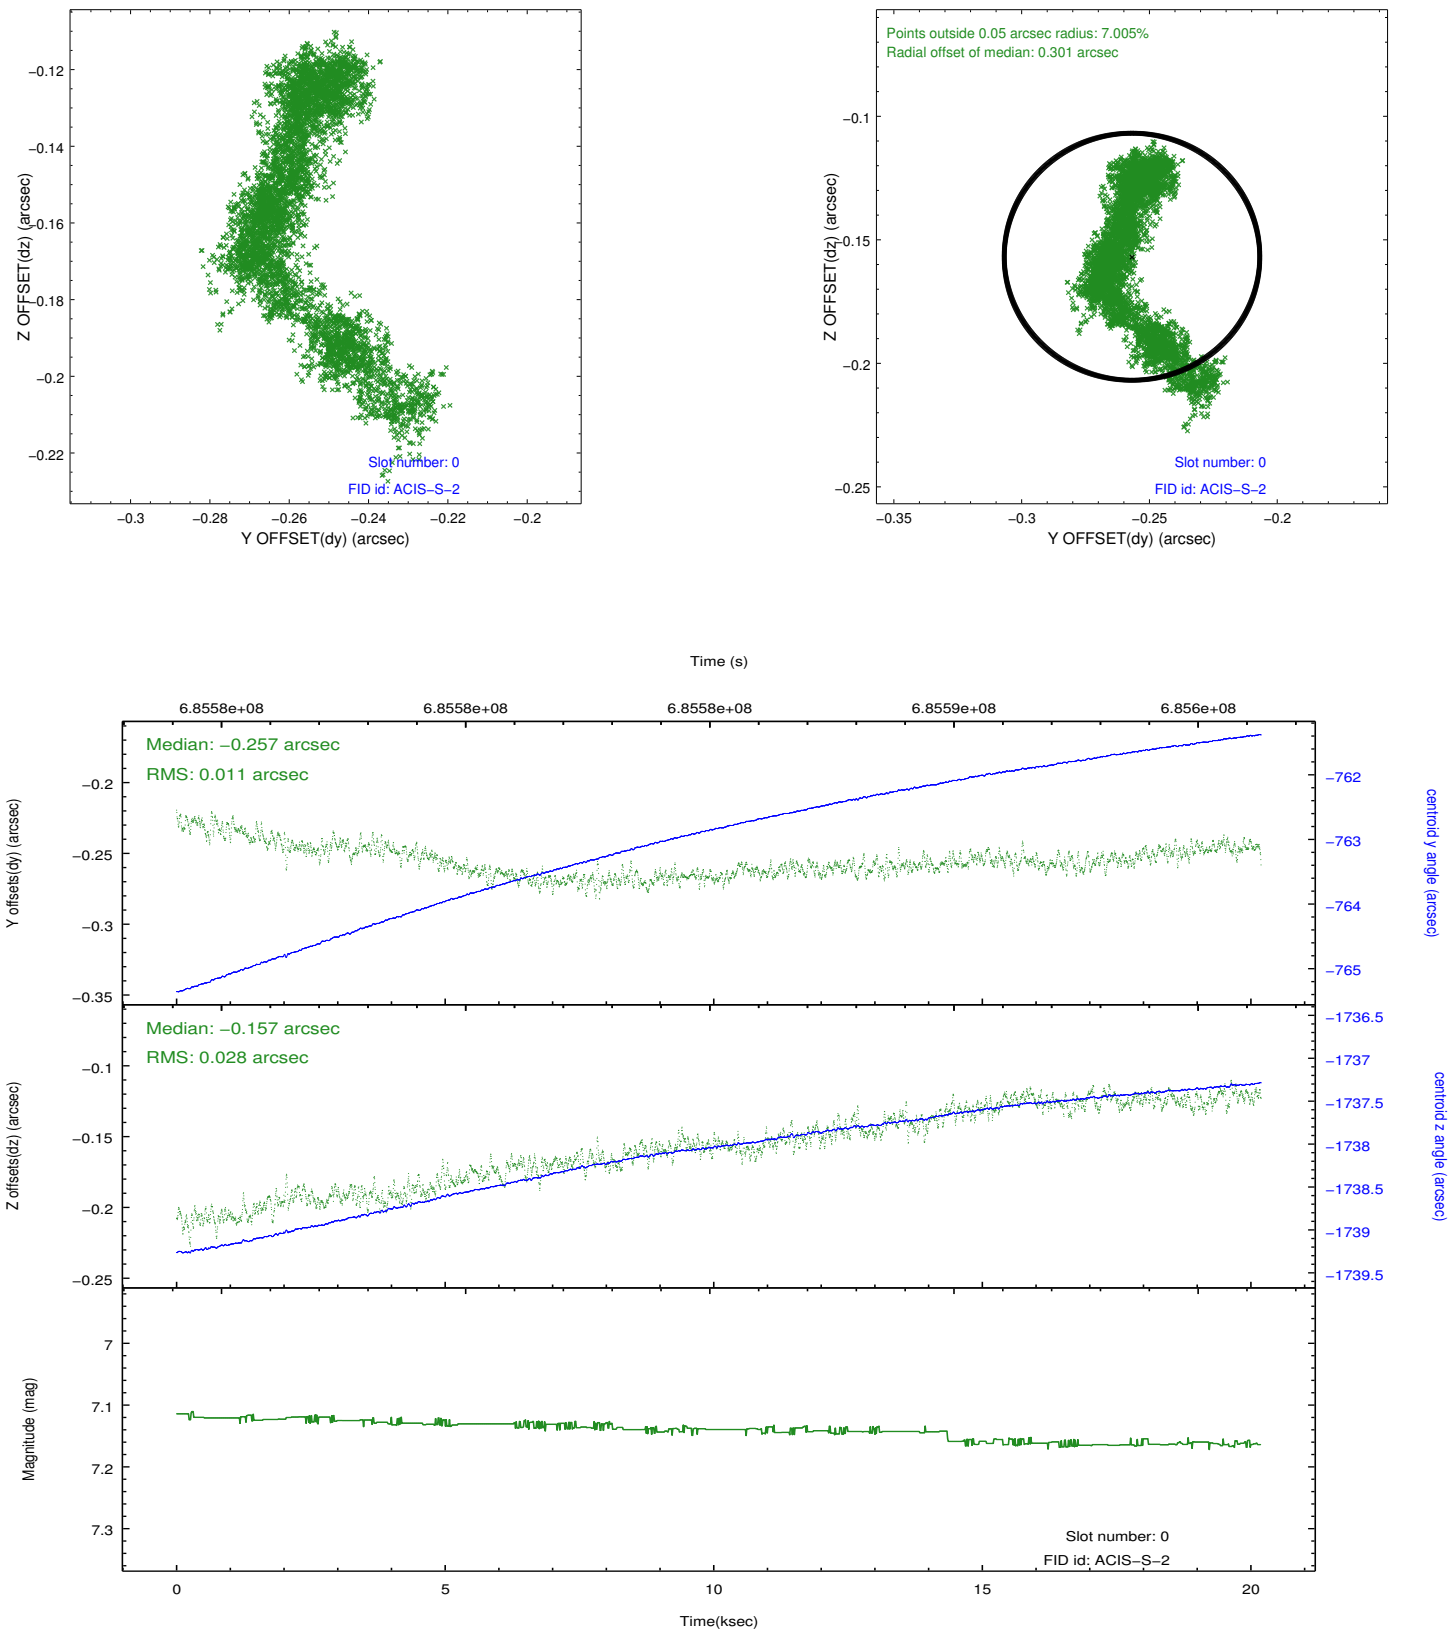 −0.12
−0.14
−0.16
−0.18
−0.2
−0.22
Z OFFSET(dz) (arcsec)
Slot number: 0
FID id: ACIS−S−2
−0.3
−0.28
−0.26
−0.24
−0.22
−0.2
Y OFFSET(dy) (arcsec)
Points outside 0.05 arcsec radius: 7.005%
Radial offset of median: 0.301 arcsec
−0.1
−0.15
−0.2
−0.25
Z OFFSET(dz) (arcsec)
Slot number: 0
FID id: ACIS−S−2
−0.35
−0.3
−0.25
−0.2
Y OFFSET(dy) (arcsec)
Time (s)
6.8558e+08
6.8558e+08
6.8558e+08
6.8559e+08
6.856e+08
Median: −0.257 arcsec
RMS: 0.011 arcsec
−0.2
−0.25
−0.3
−0.35
Y offsets(dy) (arcsec)
−762
−763
−764
−765
centroid y angle (arcsec)
Median: −0.157 arcsec
RMS: 0.028 arcsec
−0.1
−0.15
−0.2
−0.25
Z offsets(dz) (arcsec)
−1736.5
−1737
−1737.5
−1738
−1738.5
−1739
−1739.5
centroid z angle (arcsec)
7
7.1
7.2
7.3
Magnitude (mag)
Slot number: 0
FID id: ACIS−S−2
0
5
10
15
20
Time(ksec)